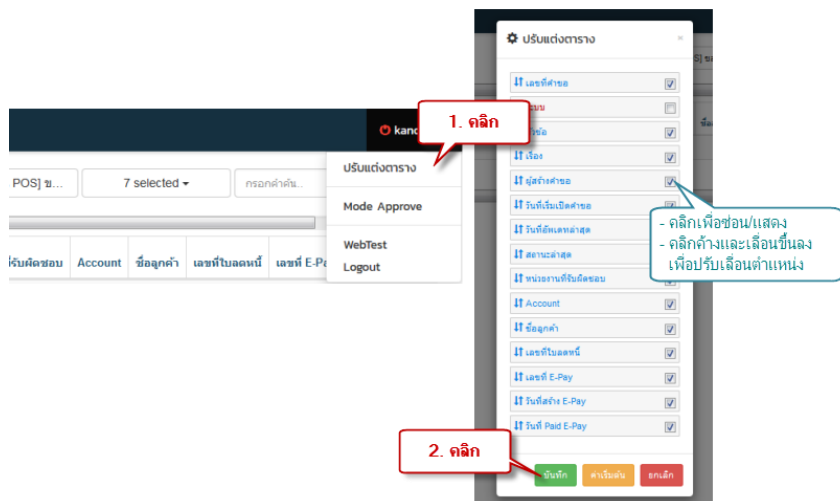 1. คลิก
ปรับแต่งตาราง
Mode Approve
WebTest
Logout
POS] ข...
7 selected
กรอกคำค้น...
ที่รับผิดชอบ
Account
ชื่อลูกค้า
เลขที่ใบลดหนี้
เลขที่ E-Pa
ปรับแต่งตาราง
×
เลขที่คำขอ
เรื่อง
ผู้สร้างคำขอ
วันที่เริ่มเปิดคำขอ
วันที่อัพเดทล่าสุด
สถานะล่าสุด
หน่วยงานที่รับผิดชอบ
Account
ชื่อลูกค้า
เลขที่ใบลดหนี้
เลขที่ E-Pay
วันที่สร้าง E-Pay
วันที่ Paid E-Pay
- คลิกเพื่อซ่อน/แสดง
- คลิกค้างและเลื่อนขึ้นลง
เพื่อปรับเลื่อนตำแหน่ง
2. คลิก
บันทึก
ค่าเริ่มต้น
ยกเลิก